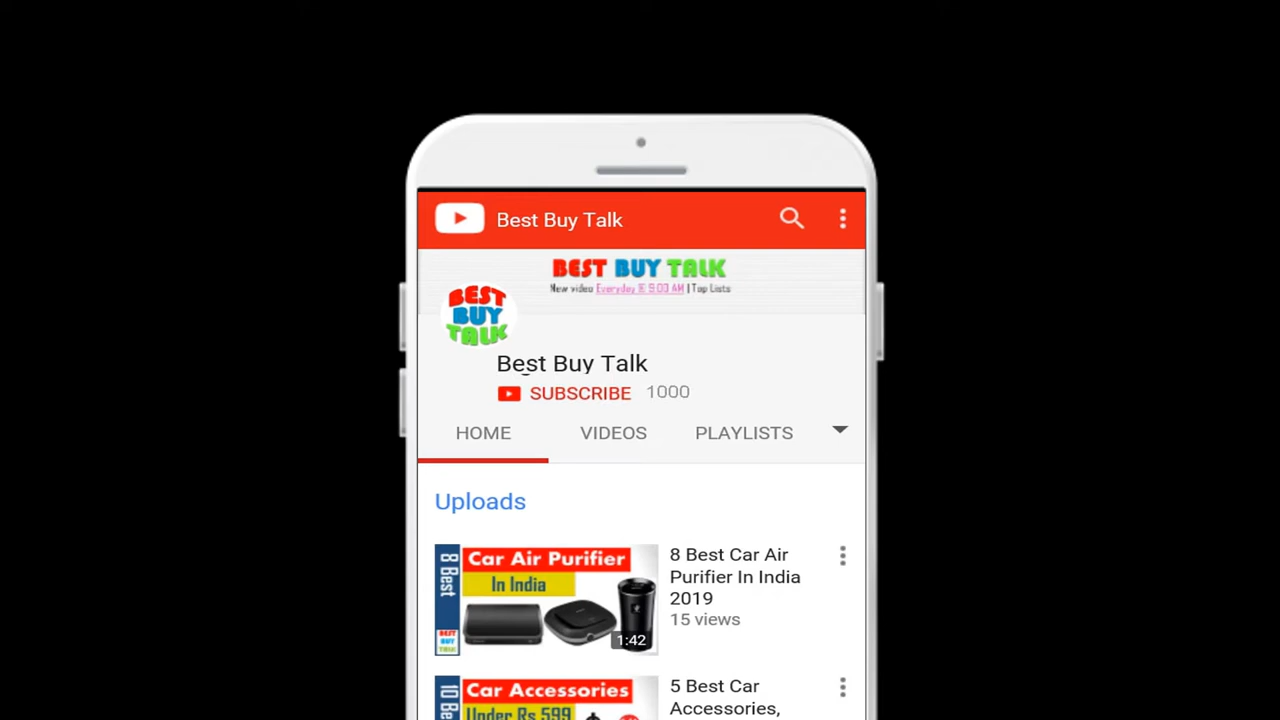 Best Buy Talk
BEST BUY TALK
New video Everyday @ 9.00 AM | Top Lists
BEST
BUY
TALK
Best Buy Talk
SUBSCRIBE 1000
HOME VIDEOS PLAYLISTS
Uploads
8 Best
Car Air Purifier
In India
BEST
BUY
TALK
1:42
8 Best Car Air
Purifier In India
2019
15 views
Car Accessories
Under Rs 599
5 Best Car
Accessories,